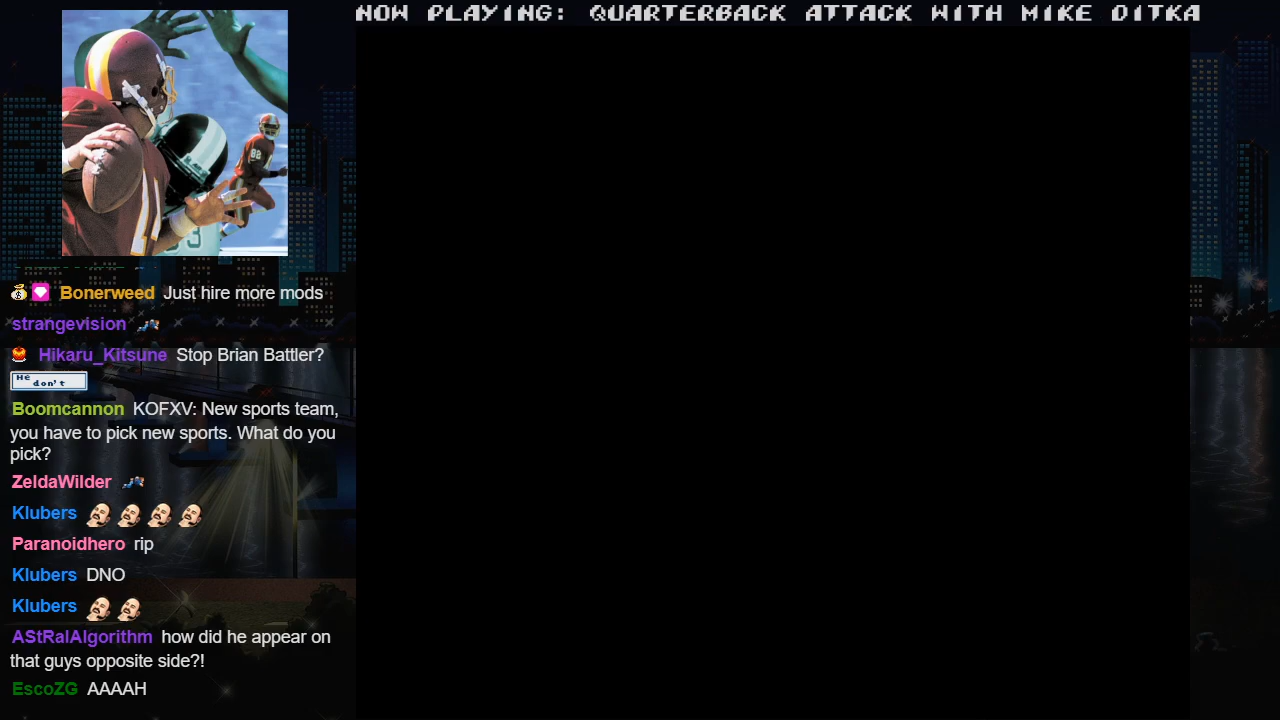 NOW PLAYING: QUARTERBACK ATTACK WITH MIKE DITKA
82
3
Bonerweed Just hire more mods
strangevision
Hikaru_Kitsune Stop Brian Battler?
He don't
Boomcannon KOFXV: New sports team,
you have to pick new sports. What do you
pick?
ZeldaWilder
Klubers
Paranoidhero rip
Klubers DNO
Klubers
AStRalAlgorithm how did he appear on
that guys opposite side?!
EscoZG AAAAH